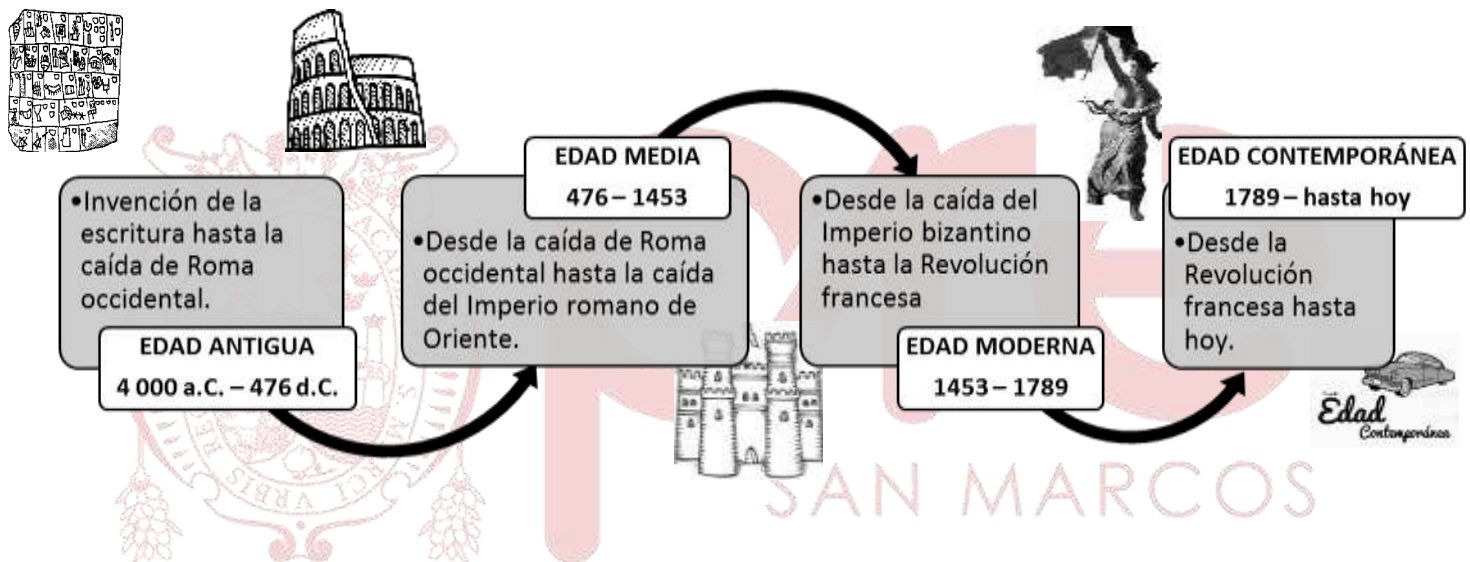 •Invención de la
escritura hasta la
caída de Roma
occidental.
EDAD ANTIGUA
4 000 a.C. – 476 d.C.
EDAD MEDIA
476 – 1453
•Desde la caída de Roma
occidental hasta la caída
del Imperio romano de
Oriente.
•Desde la caída del
Imperio bizantino
hasta la Revolución
francesa
EDAD MODERNA
1453 – 1789
EDAD CONTEMPORÁNEA
1789 – hasta hoy
•Desde la
Revolución
francesa hasta
hoy.
Edad
Contemporánea
pre
SAN MARCOS